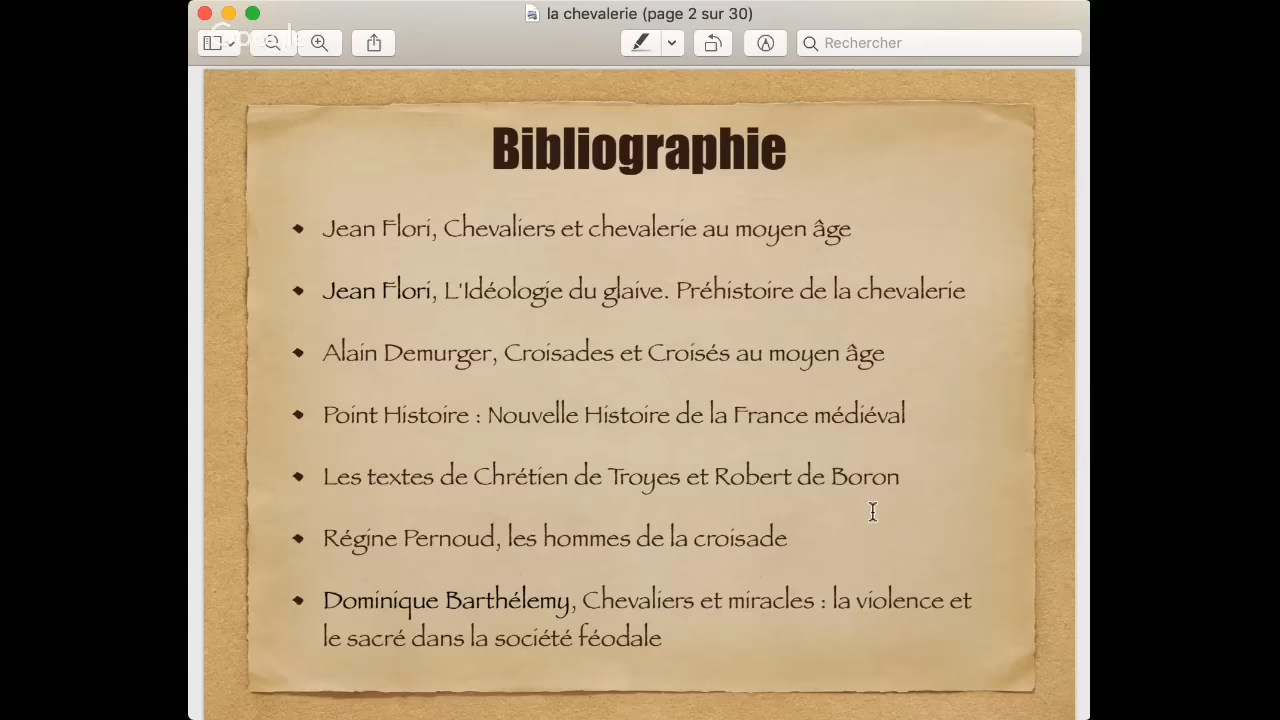 la chevalerie (page 2 sur 30)
Google
Rechercher
Bibliographie
Jean Flori, Chevaliers et chevalerie au moyen âge
Jean Flori, L'Idéologie du glaive. Préhistoire de la chevalerie
Alain Demurger, Croisades et Croisés au moyen âge
Point Histoire : Nouvelle Histoire de la France médiéval
Les textes de Chrétien de Troyes et Robert de Boron
Régine Pernoud, les hommes de la croisade
Dominique Barthélemy, Chevaliers et miracles : la violence et
le sacré dans la société féodale